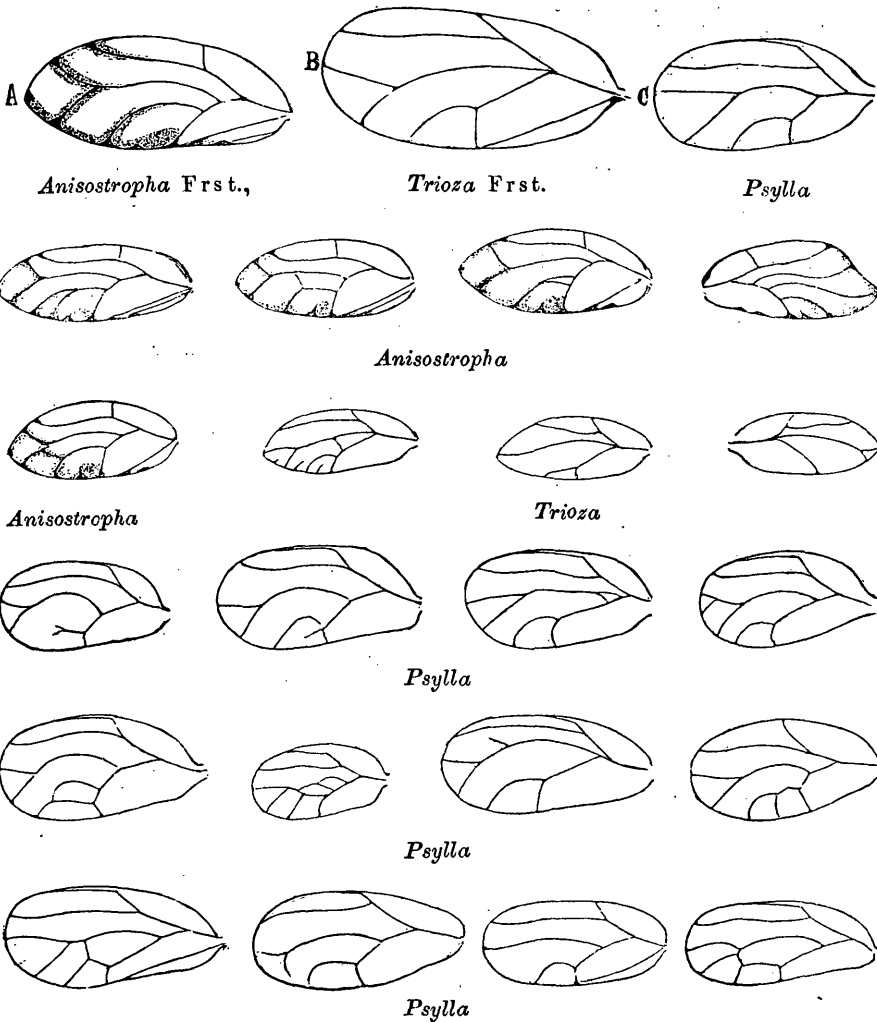 A B C
Anisostropha Frst., Trioza Frst. Psylla
Anisostropha
Anisostropha Trioza
Psylla
Psylla
Psylla